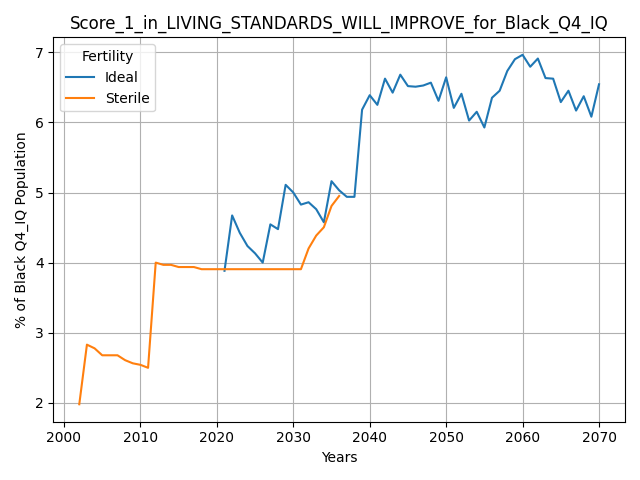 Score_1_in_LIVING_STANDARDS_WILL_IMPROVE_for_Black_Q4_IQ
Fertility
Ideal
Sterile
% of Black Q4_IQ Population
7
6
5
4
3
2
2000 2010 2020 2030 2040 2050 2060 2070
Years